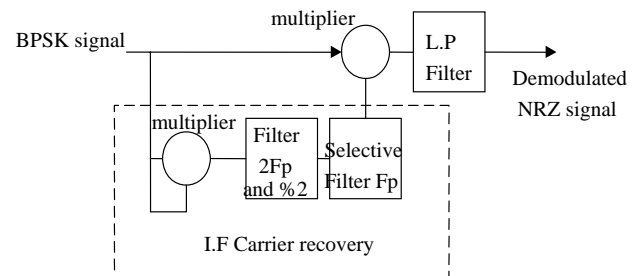 multiplier
BPSK signal
L.P
Filter
Demodulated
NRZ signal
multiplier
Filter
2Fp
and %2
Selective
Filter Fp
I.F Carrier recovery